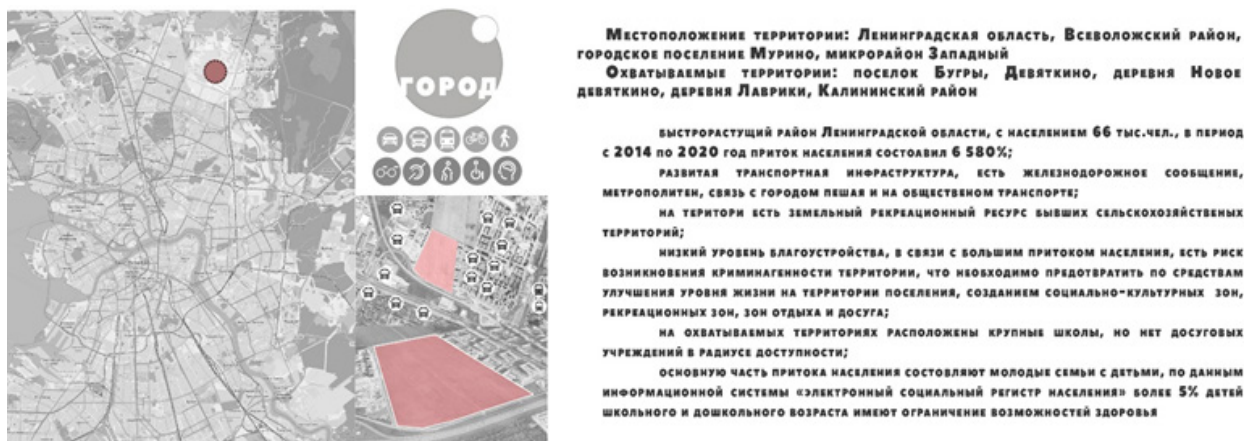 ГОРОД
Местоположение территории: Ленинградская область, Всеволожский район,
городское поселение Мурино, микрорайон Западный
Охватываемые территории: поселок Бугры, Девяткино, деревня Новое
девяткино, деревня Лаврики, Калининский район
быстрорастущий район Ленинградской области, с населением 66 тыс.чел., в период
с 2014 по 2020 год приток населения состоавил 6 580%;
развитая транспортная инфраструктура, есть железнодорожное сообщение,
метрополитен, связь с городом пешая и на общественом транспорте;
на територи есть земельный рекреационный ресурс бывших сельскохозяйственых
территорий;
низкий уровень благоустройства, в связи с большим притоком населения, есть риск
возникновения криминагенности территории, что необходимо предотвратить по средствам
улучшения уровня жизни на территории поселения, созданием социально-культурных зон,
рекреационных зон, зон отдыха и досуга;
на охватываемых территориях расположены крупные школы, но нет досуговых
учреждений в радиусе доступности;
основную часть притока населения составляют молодые семьи с детьми, по данным
информационной системы «электронный социальный регистр населения» более 5% детей
школьного и дошкольного возраста имеют ограничение возможностей здоровья